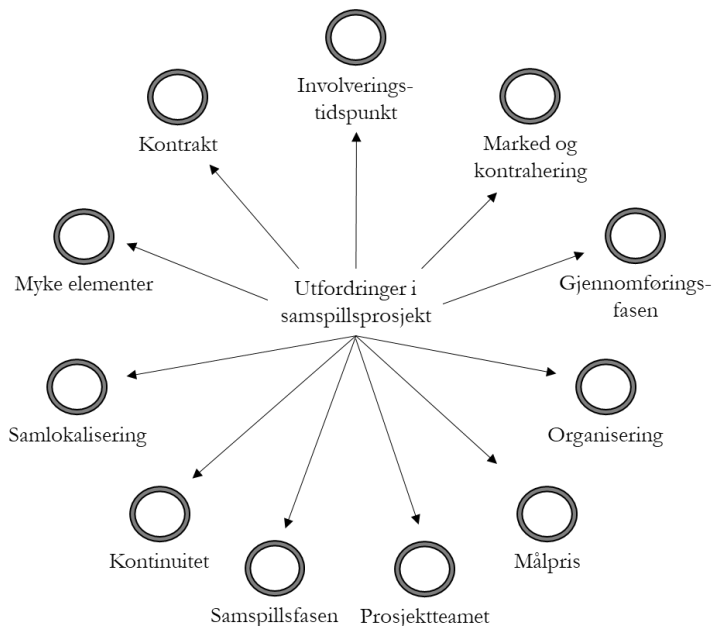 Involverings-
tidspunkt
Kontrakt
Marked og
kontrahering
Myke elementer
Utfordringer i
samspillsprosjekt
Gjennomførings-
fasen
Samlokalisering
Organisering
Kontinuitet
Målpris
Samspillsfasen
Prosjektteamet